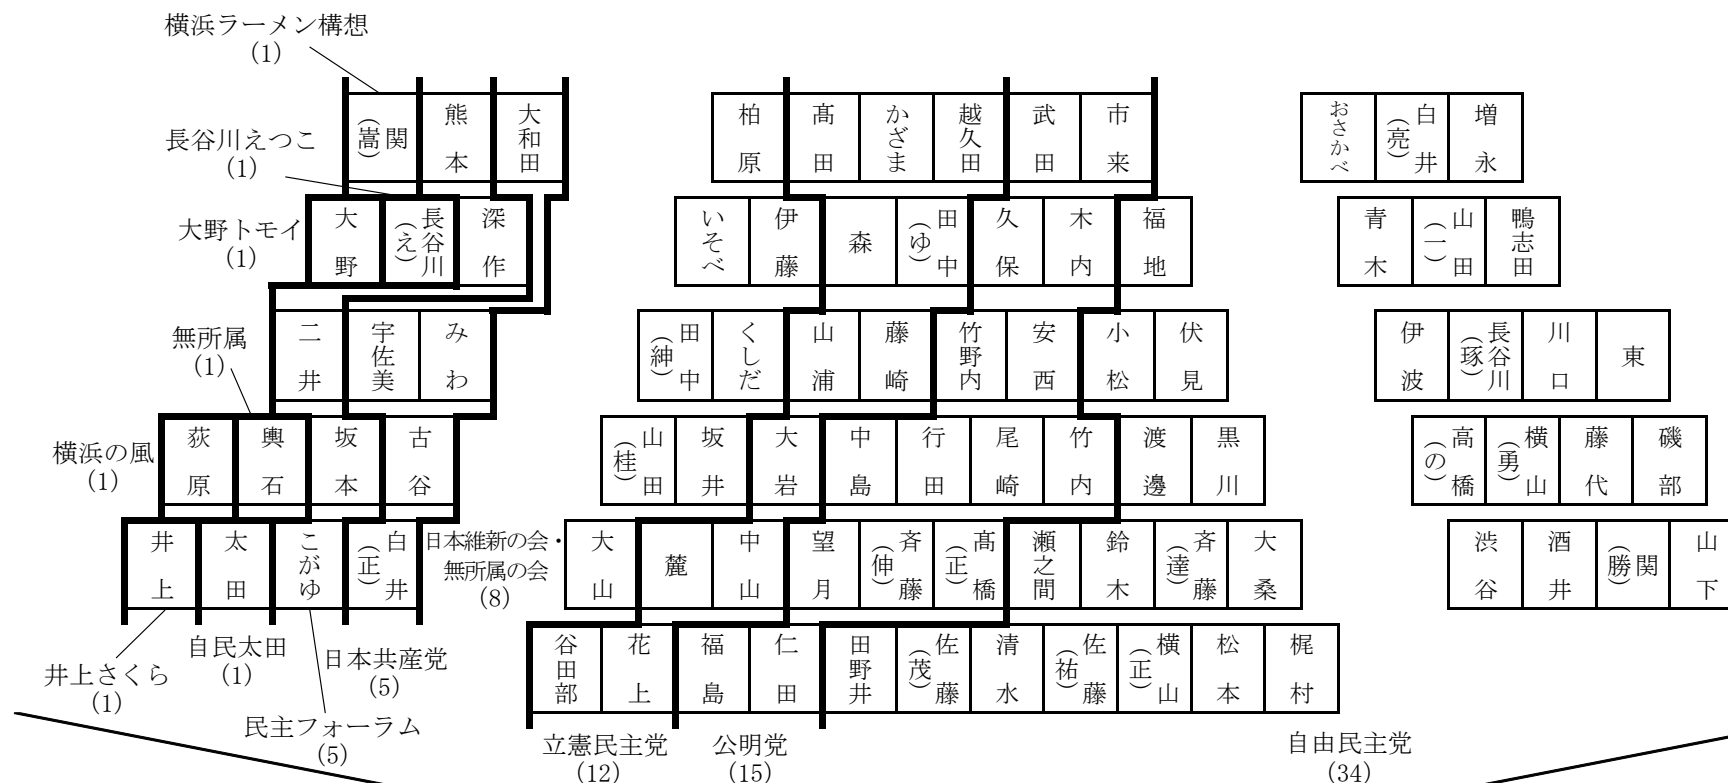 横浜ラーメン構想
(1)
関(嵩) 熊本 大和田 柏原 髙田 かざま 越久田 武田 市来 おさかべ 白井(亮) 増永
長谷川えつこ
(1)
大野 長谷川(え) 深作 いそべ 伊藤 森 田中(ゆ) 久保 木内 福地 青木 山田(一) 鴨志田
大野トモイ
(1)
二井 宇佐美 みわ 田中(紳) くしだ 山浦 藤崎 竹野内 安西 小松 伏見 伊波 長谷川(琢) 川口 東
無所属
(1)
荻原 輿石 坂本 古谷 山田(桂) 坂井 大岩 中島 行田 尾崎 竹内 渡邊 黒川 高橋(の) 横山(勇) 藤代 磯部
横浜の風
(1)
井上 太田 こがゆ 白井(正) 大山 麓 中山 望月 斉藤(伸) 髙橋(正) 瀬之間 鈴木 斉藤(達) 大桑 渋谷 酒井 関(勝) 山下
日本維新の会・
無所属の会
(8)
谷田部 花上 福島 仁田 田野井 佐藤(茂) 清水 佐藤(祐) 横山(正) 松本 梶村
井上さくら
(1)
自民太田
(1)
日本共産党
(5)
民主フォーラム
(5)
立憲民主党
(12)
公明党
(15)
自由民主党
(34)